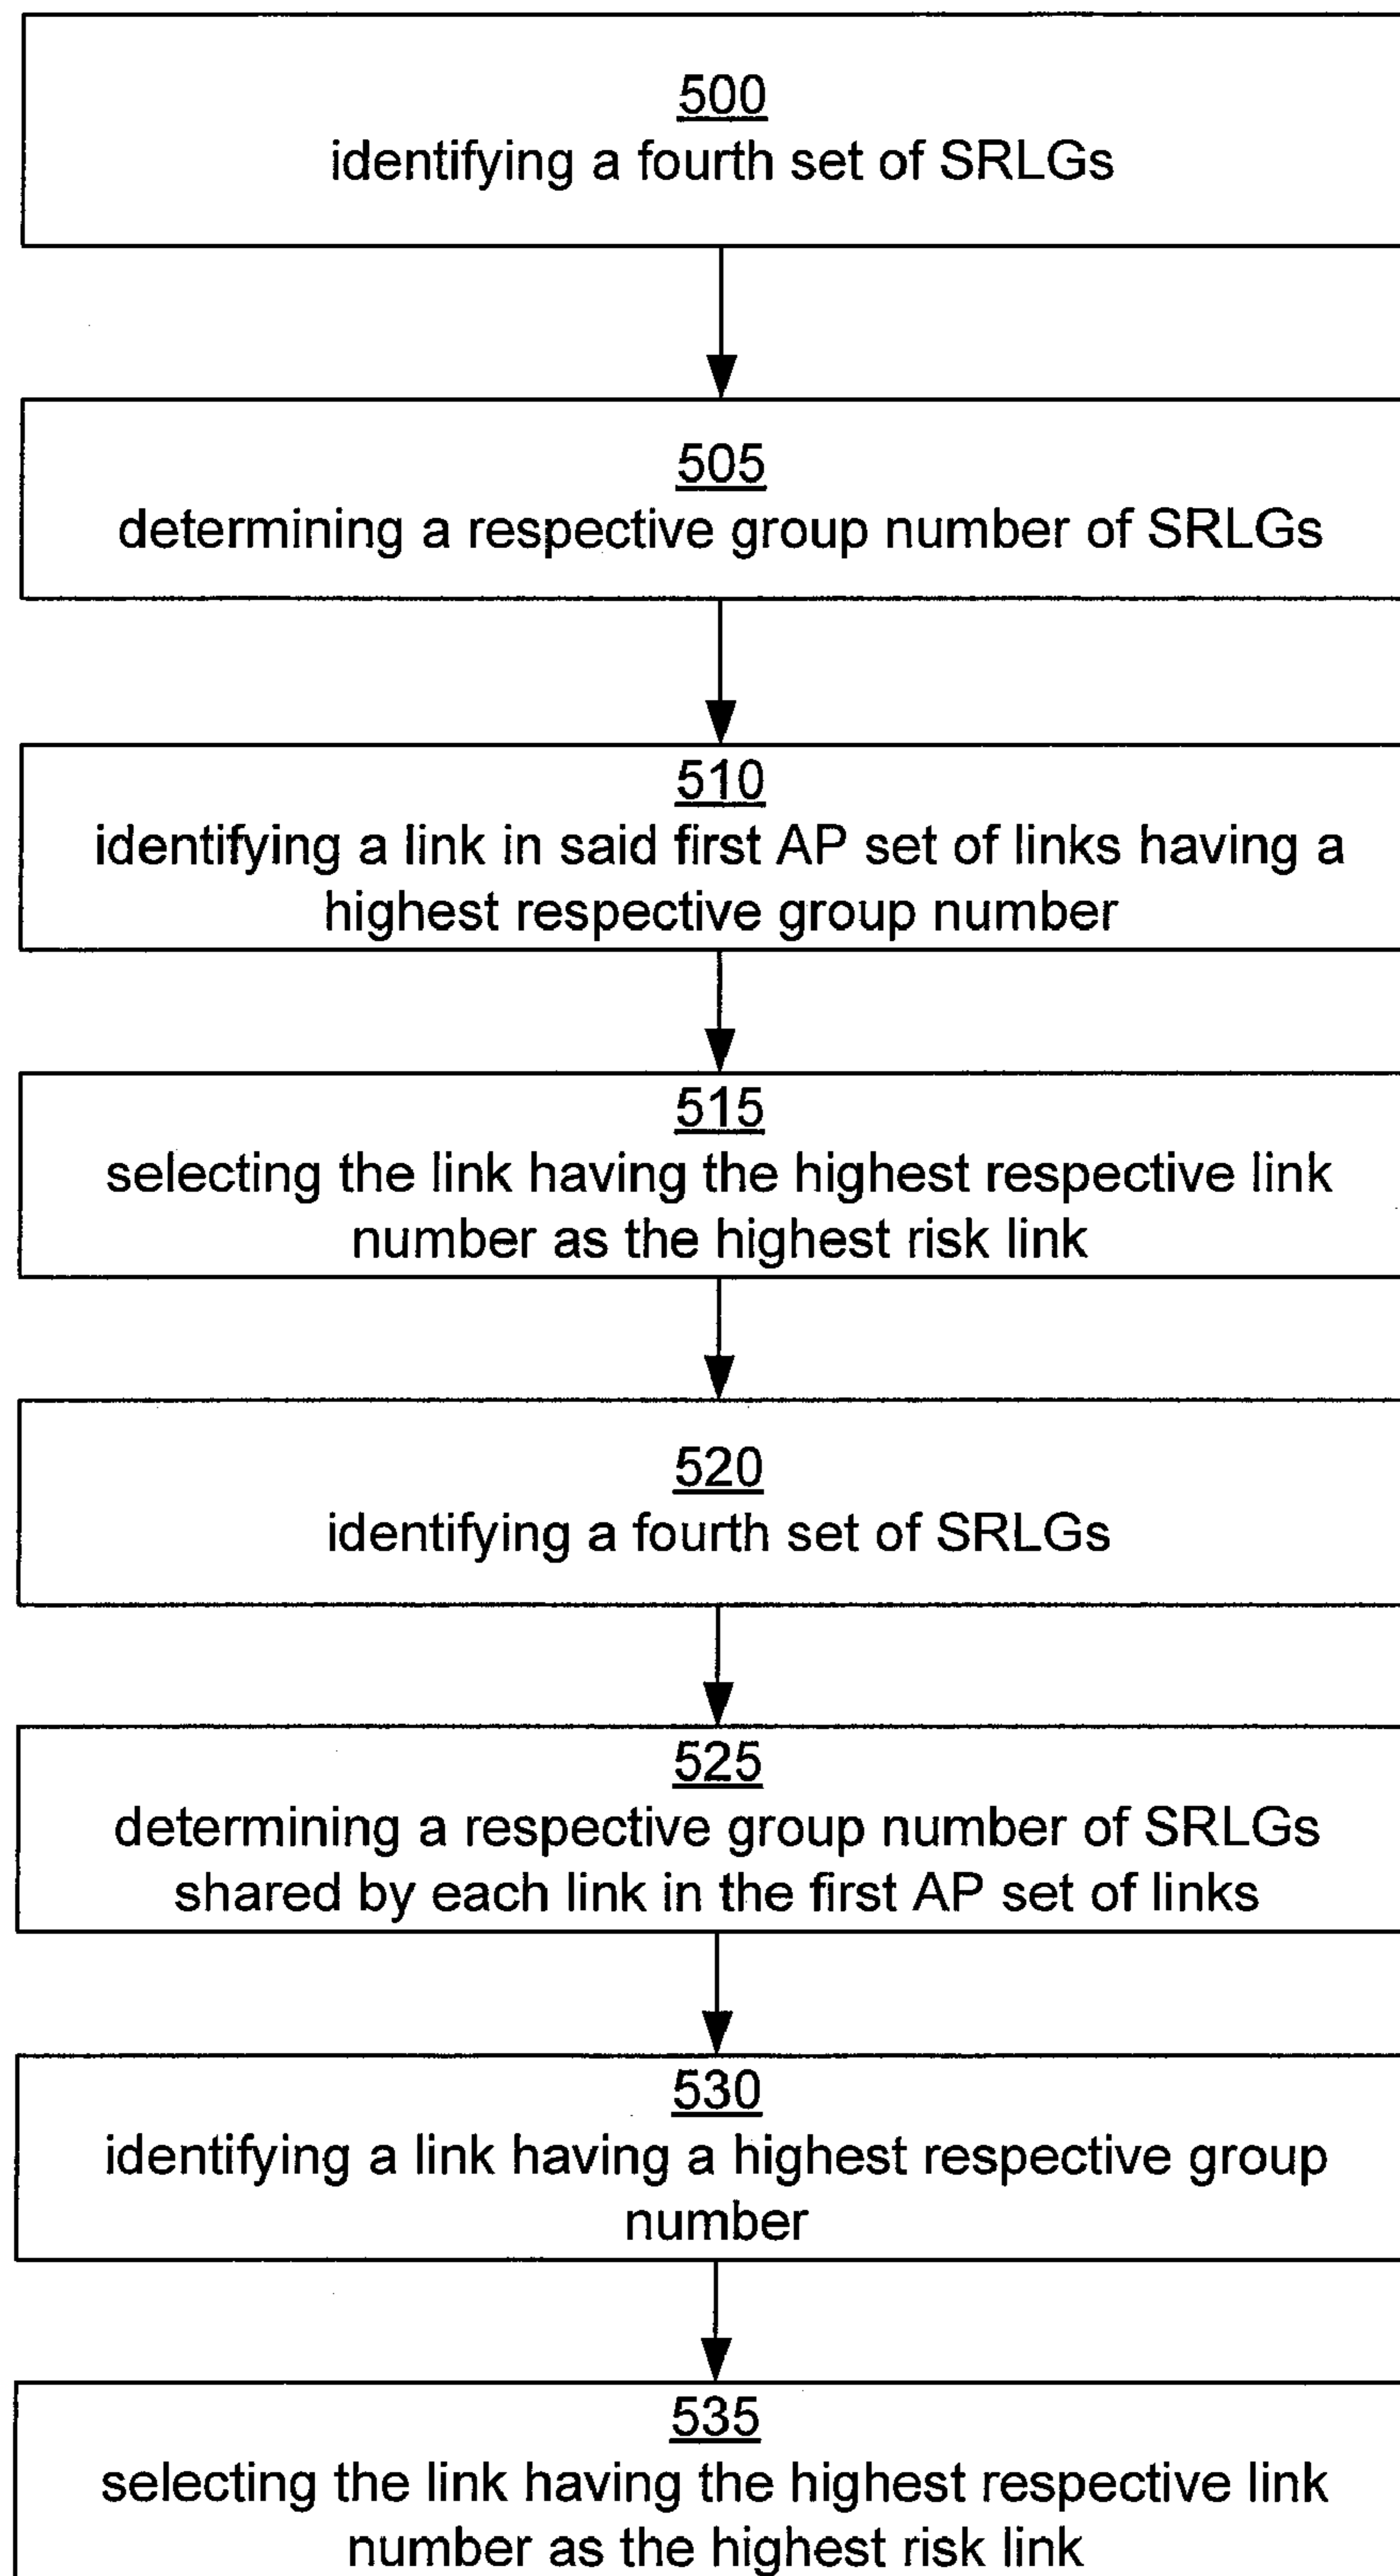 500
identifying a fourth set of SRLGs
505
determining a respective group number of SRLGs
510
identifying a link in said first AP set of links having a
highest respective group number
515
selecting the link having the highest respective link
number as the highest risk link
520
identifying a fourth set of SRLGs
525
determining a respective group number of SRLGs
shared by each link in the first AP set of links
530
identifying a link having a highest respective group
number
535
selecting the link having the highest respective link
number as the highest risk link